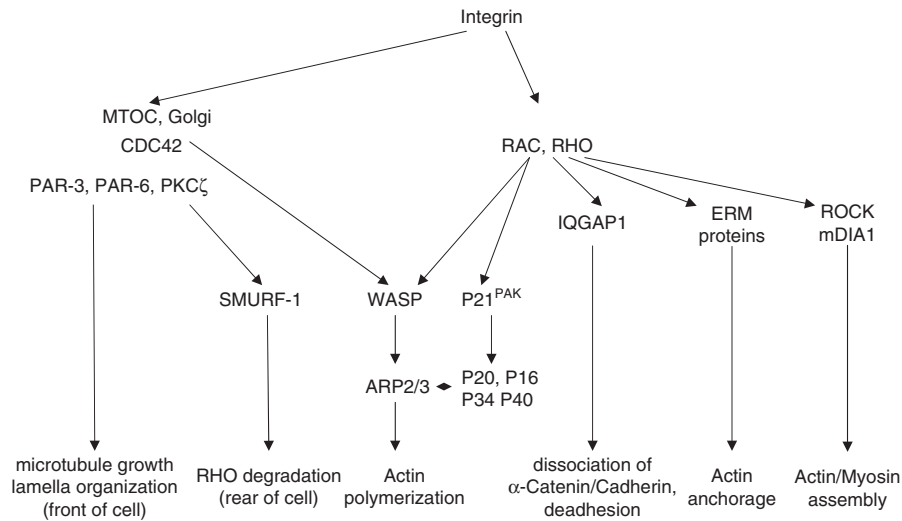 Integrin
MTOC, Golgi
CDC42
RAC, RHO
PAR-3, PAR-6, PKCζ
IQGAP1
ERM
proteins
ROCK
mDIA1
SMURF-1
WASP
P21PAK
ARP2/3
P20, P16
P34 P40
microtubule growth
lamella organization
(front of cell)
RHO degradation
(rear of cell)
Actin
polymerization
dissociation of
α-Catenin/Cadherin,
deadhesion
Actin
anchorage
Actin/Myosin
assembly